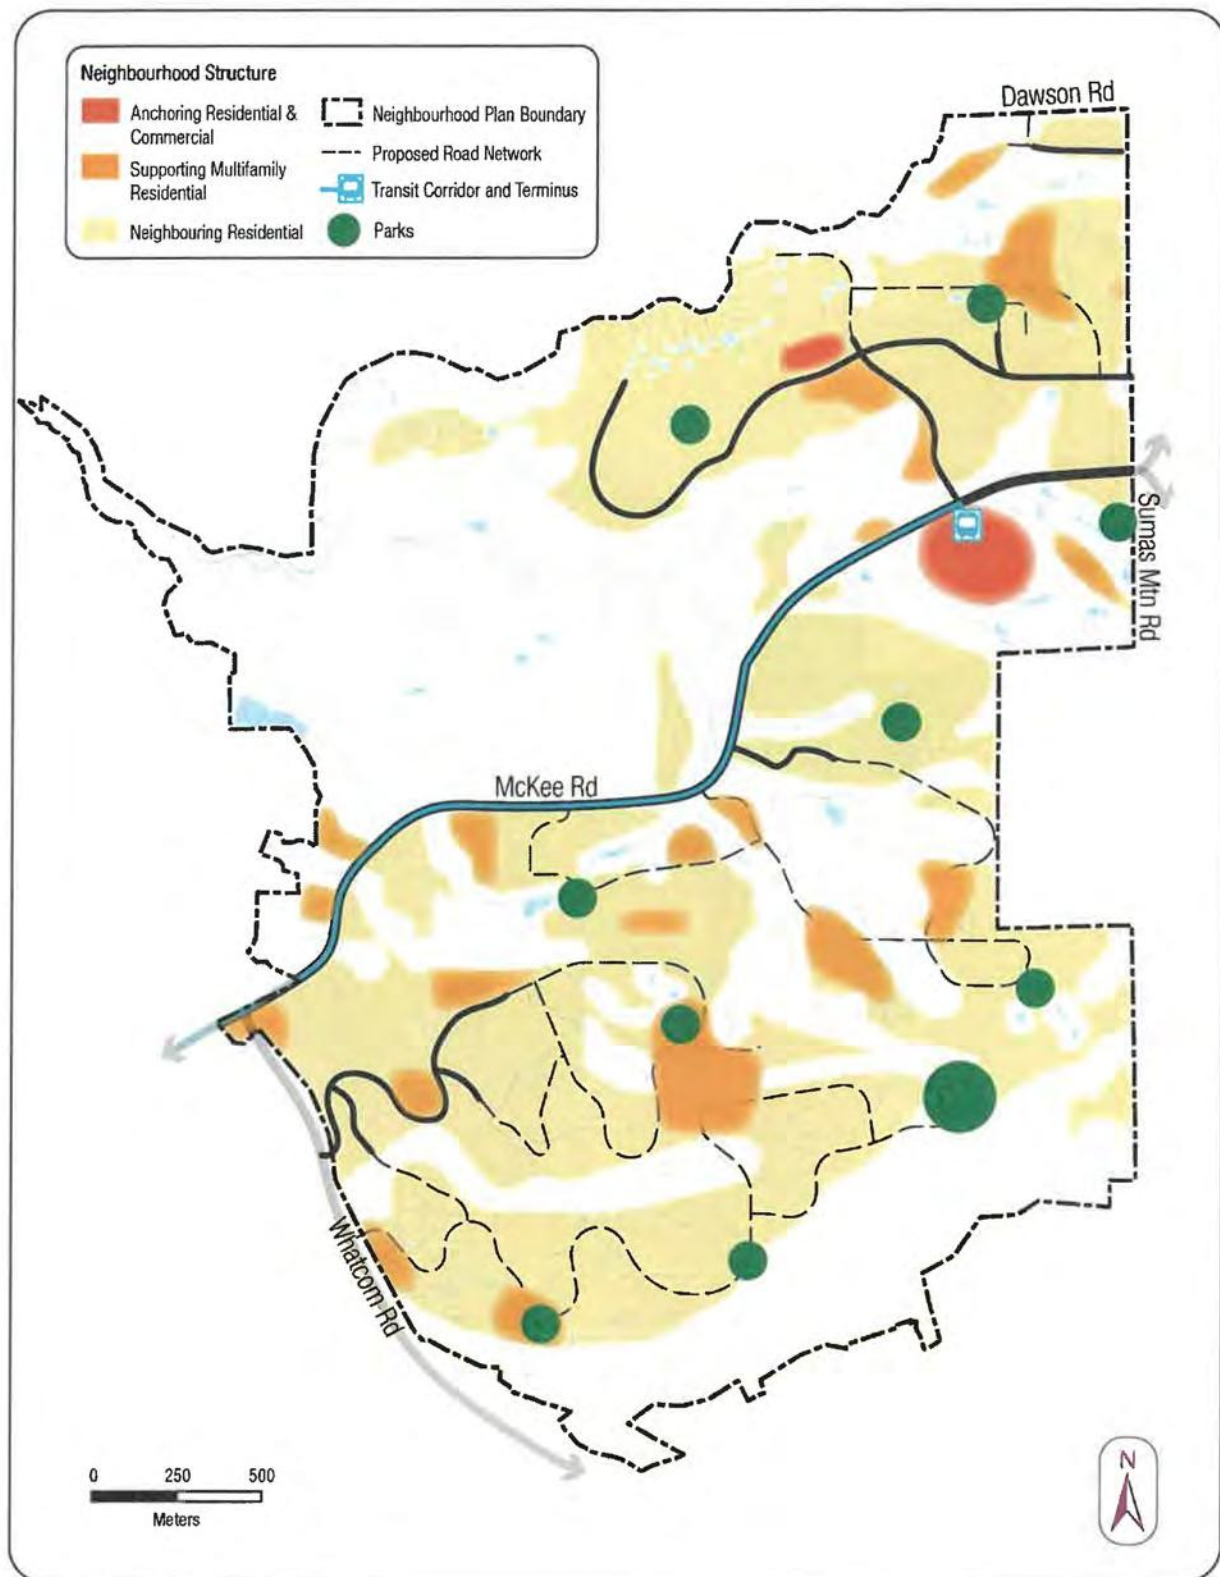 Neighbourhood Structure
Anchoring Residential &
Commercial
Supporting Multifamily
Residential
Neighbouring Residential
Neighbourhood Plan Boundary
Proposed Road Network
Transit Corridor and Terminus
Parks
Dawson Rd
Sumas Mtn Rd
McKee Rd
Whatcom Rd
0 250 500
Meters
N